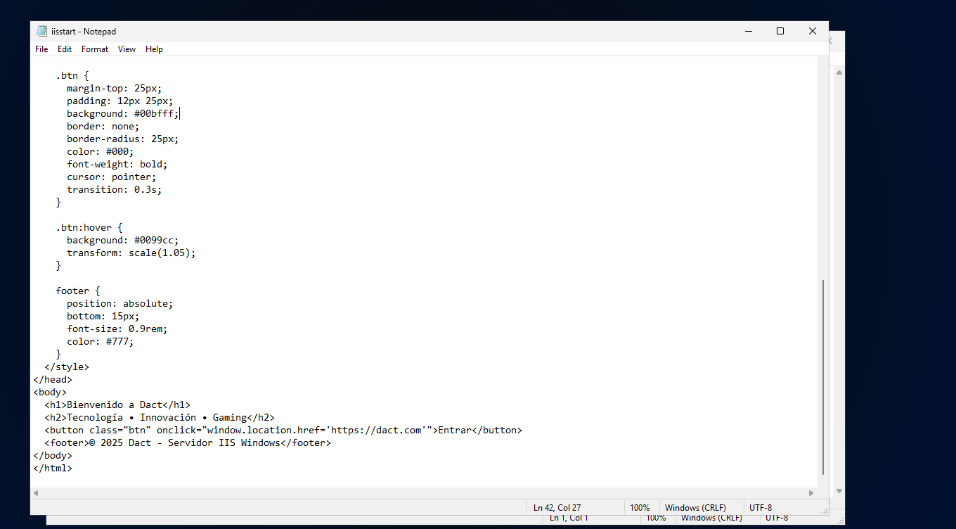 iisstart - Notepad
File Edit Format View Help
.btn {
margin-top: 25px;
padding: 12px 25px;
background: #00bfff;
border: none;
border-radius: 25px;
color: #000;
font-weight: bold;
cursor: pointer;
transition: 0.3s;
}
.btn:hover {
background: #0099cc;
transform: scale(1.05);
}
footer {
position: absolute;
bottom: 15px;
font-size: 0.9rem;
color: #777;
}
</style>
</head>
<body>
<h1>Bienvenido a Dact</h1>
<h2>Tecnología • Innovación • Gaming</h2>
<button class="btn" onclick="window.location.href='https://dact.com'">Entrar</button>
<footer>© 2025 Dact - Servidor IIS Windows</footer>
</body>
</html>
Ln 42, Col 27 100% Windows (CRLF) UTF-8
Ln 1, Col 1 100% Windows (CRLF) UTF-8